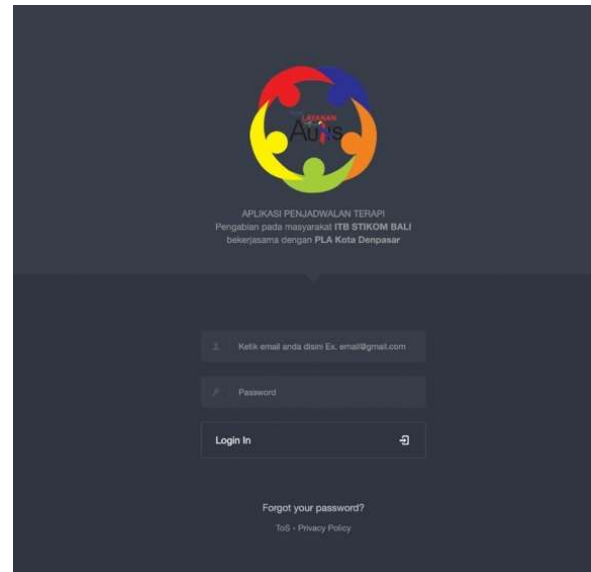 LAYANAN
Autis
APLIKASI PENJADWALAN TERAPI
Pengabian pada masyarakat ITB STIKOM BALI
bekerjasama dengan PLA Kota Denpasar
Ketik email anda disini Ex. email@gmail.com
Password
Login In
Forgot your password?
ToS - Privacy Policy